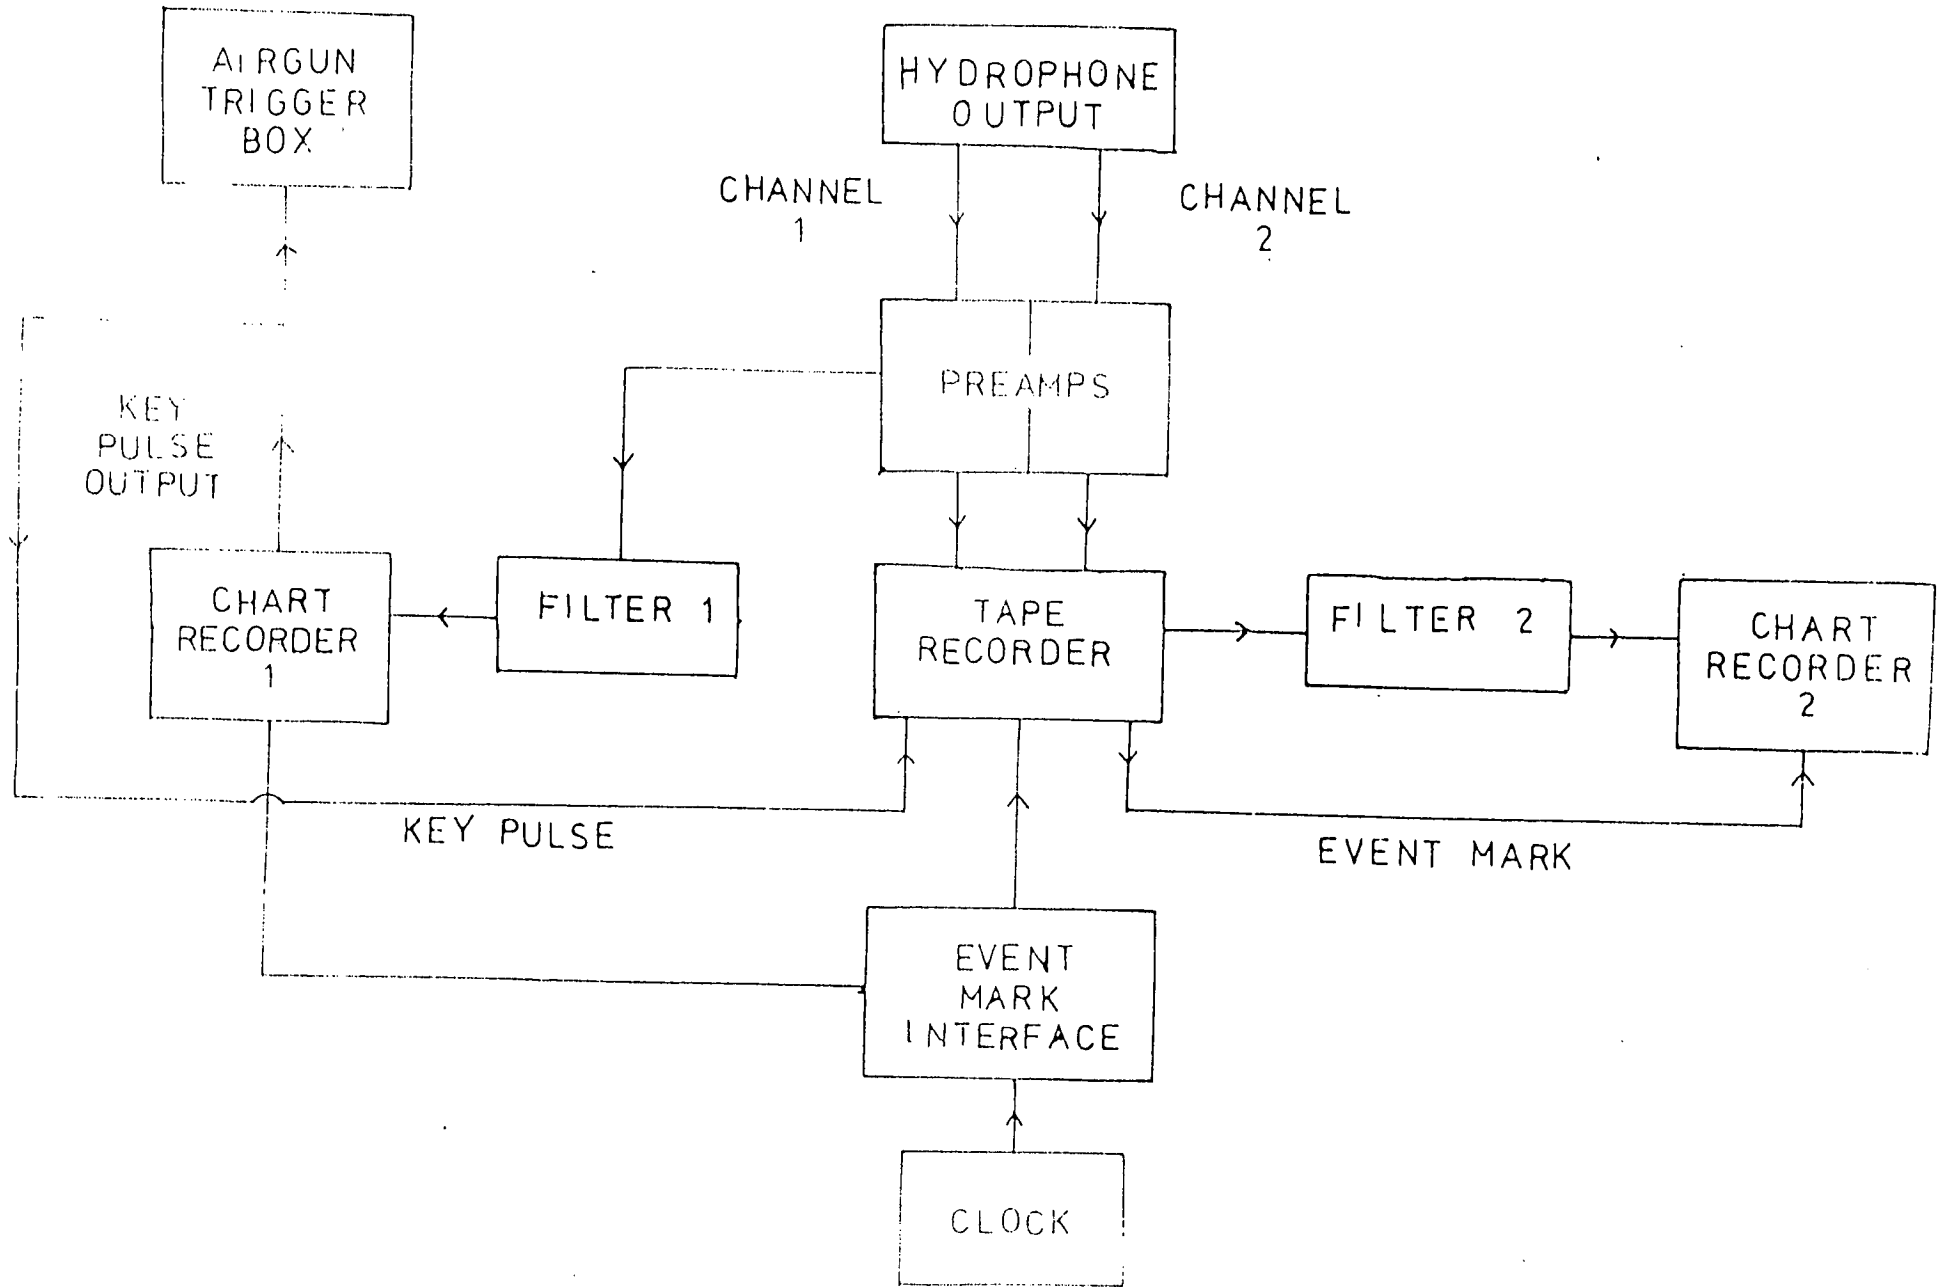 AIRGUN
TRIGGER
BOX
HYDROPHONE
OUTPUT
CHANNEL
1
CHANNEL
2
PREAMPS
KEY
PULSE
OUTPUT
CHART
RECORDER
1
FILTER 1
TAPE
RECORDER
FILTER 2
CHART
RECORDER
2
KEY PULSE
EVENT MARK
EVENT
MARK
INTERFACE
CLOCK